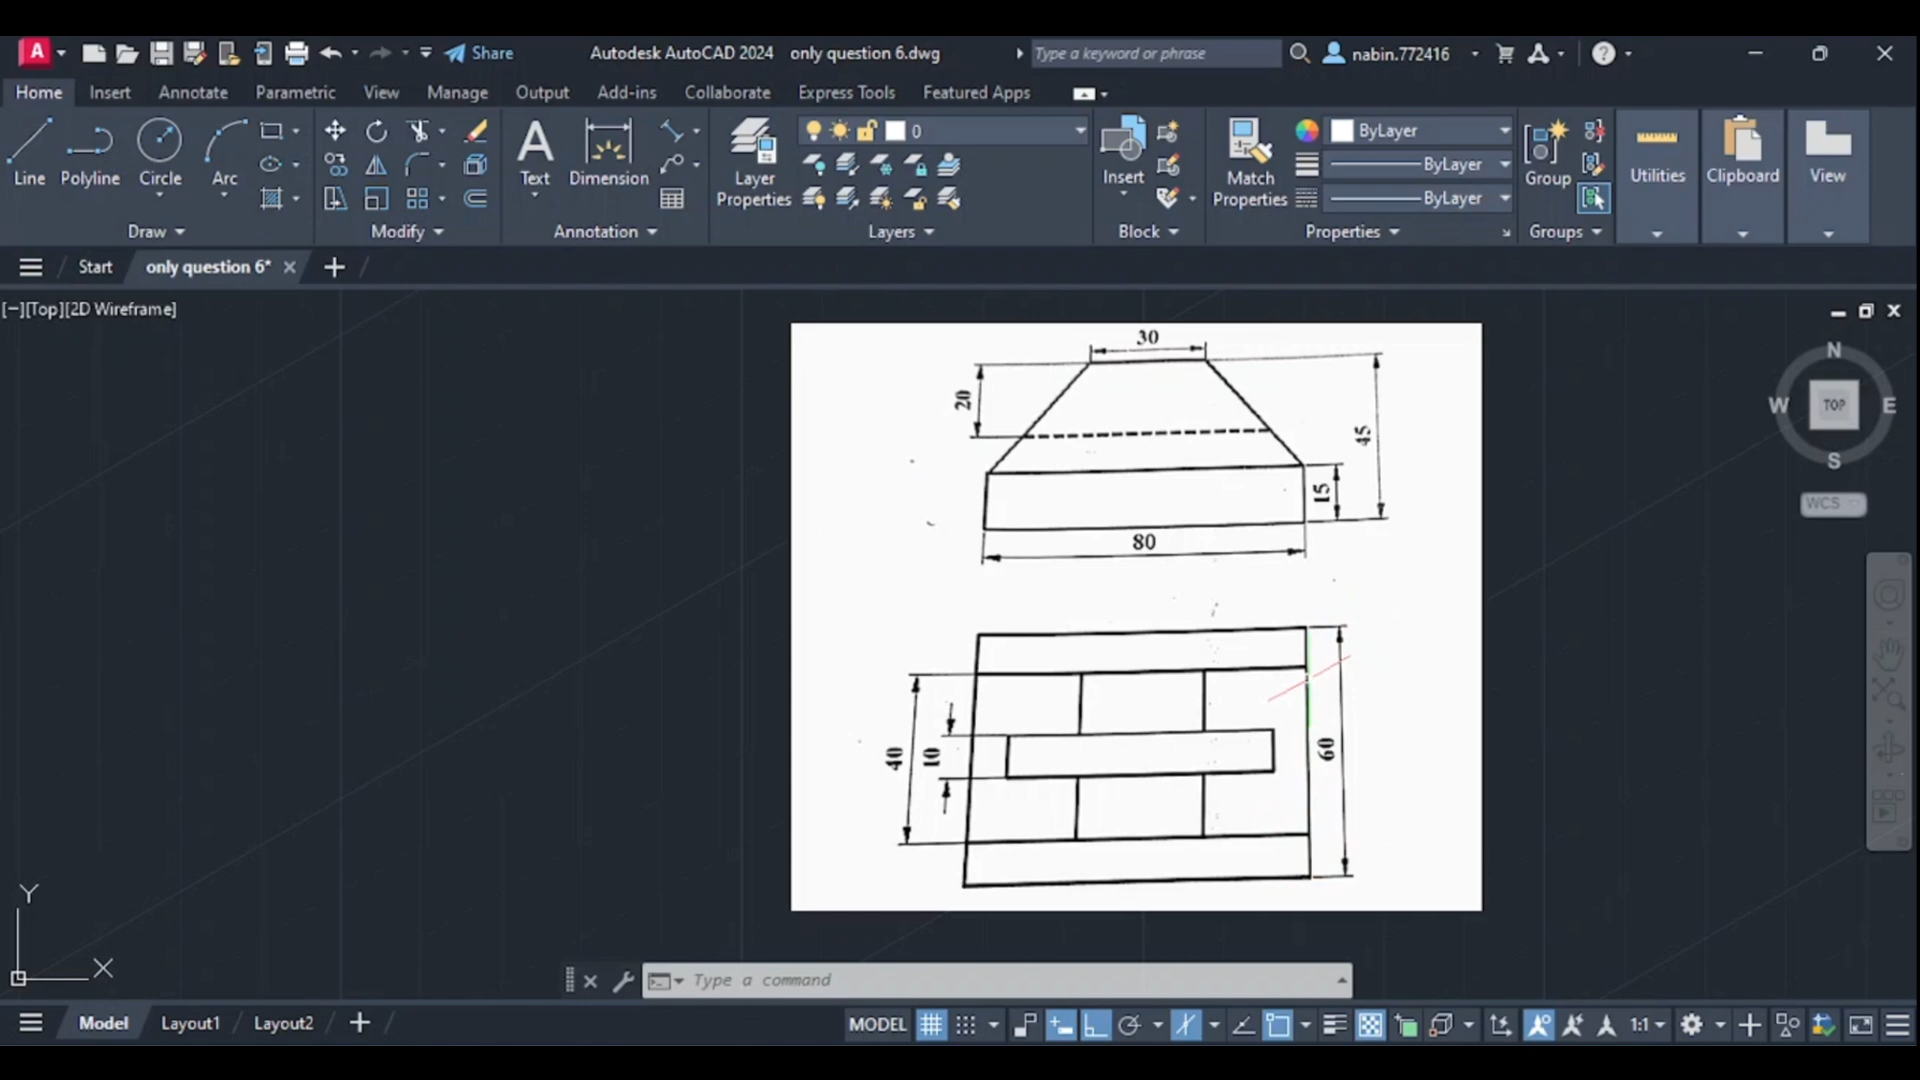 A Share Autodesk AutoCAD 2024 only question 6.dwg Type a keyword or phrase nabin.772416
Home Insert Annotate Parametric View Manage Output Add-ins Collaborate Express Tools Featured Apps
Line Polyline Circle Arc
Draw
Modify
Text Dimension
Annotation
Layer Properties
0
Layers
Insert
Block
Match Properties
ByLayer
ByLayer
ByLayer
Properties
Group
Groups
Utilities Clipboard View
Start only question 6*
[−][Top][2D Wireframe]
N
W TOP E
S
WCS
30
20
45
15
80
40
10
60
Y
X
Type a command
Model Layout1 Layout2
MODEL 1:1